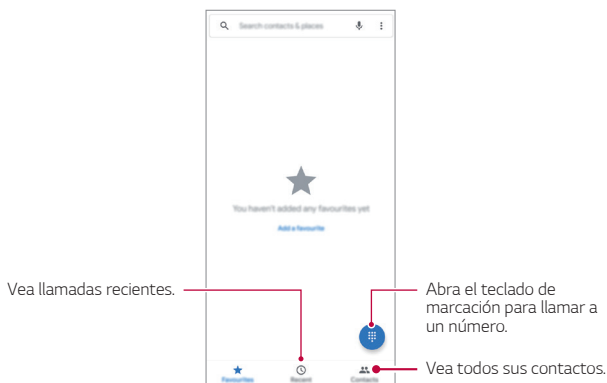 Search contacts & places
You haven't added any favourites yet
Add a favourite
Vea llamadas recientes.
Abra el teclado de
marcación para llamar a
un número.
Vea todos sus contactos.
Favourites
Recent
Contacts